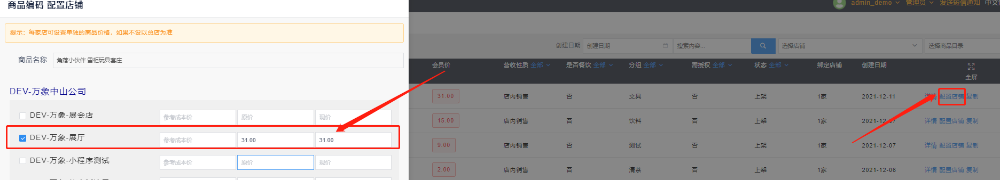 商品编码 配置店铺
提示：每家店可设置单独的商品价格，如果不设以总店为准
商品名称 角落小伙伴 雪柜玩具套庄
DEV-万象中山公司
DEV-万象-展会店 参考成本价 原价 现价
DEV-万象-展厅 参考成本价 31.00 31.00
DEV-万象-小程序测试 参考成本价 原价 现价
admin_demo 管理员 发送短信通知
创建日期 创建日期 搜索内容... 选择店铺 选择商品目录
会员价 营收性质 全部 是否餐饮 全部 分组 全部 需授权 全部 状态 全部 绑定店铺 创建日期 全屏
31.00 店内销售 否 文具 否 上架 1家 2021-12-11 详情 配置店铺 复制
15.00 店内销售 否 饮料 否 上架 1家 2021-12-07 详情 配置店铺 复制
9.00 店内销售 否 测试 否 上架 1家 2021-12-07 详情 配置店铺 复制
2.00 店内销售 否 清茶 否 上架 1家 2021-12-06 详情 配置店铺 复制